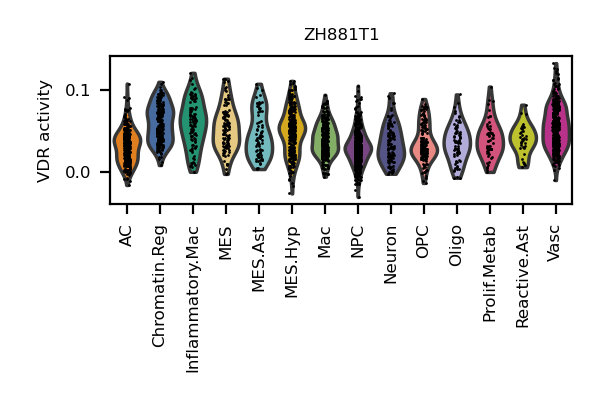 ZH881T1
VDR activity
0.1
0.0
AC
Chromatin.Reg
Inflammatory.Mac
MES
MES.Ast
MES.Hyp
Mac
NPC
Neuron
OPC
Oligo
Prolif.Metab
Reactive.Ast
Vasc